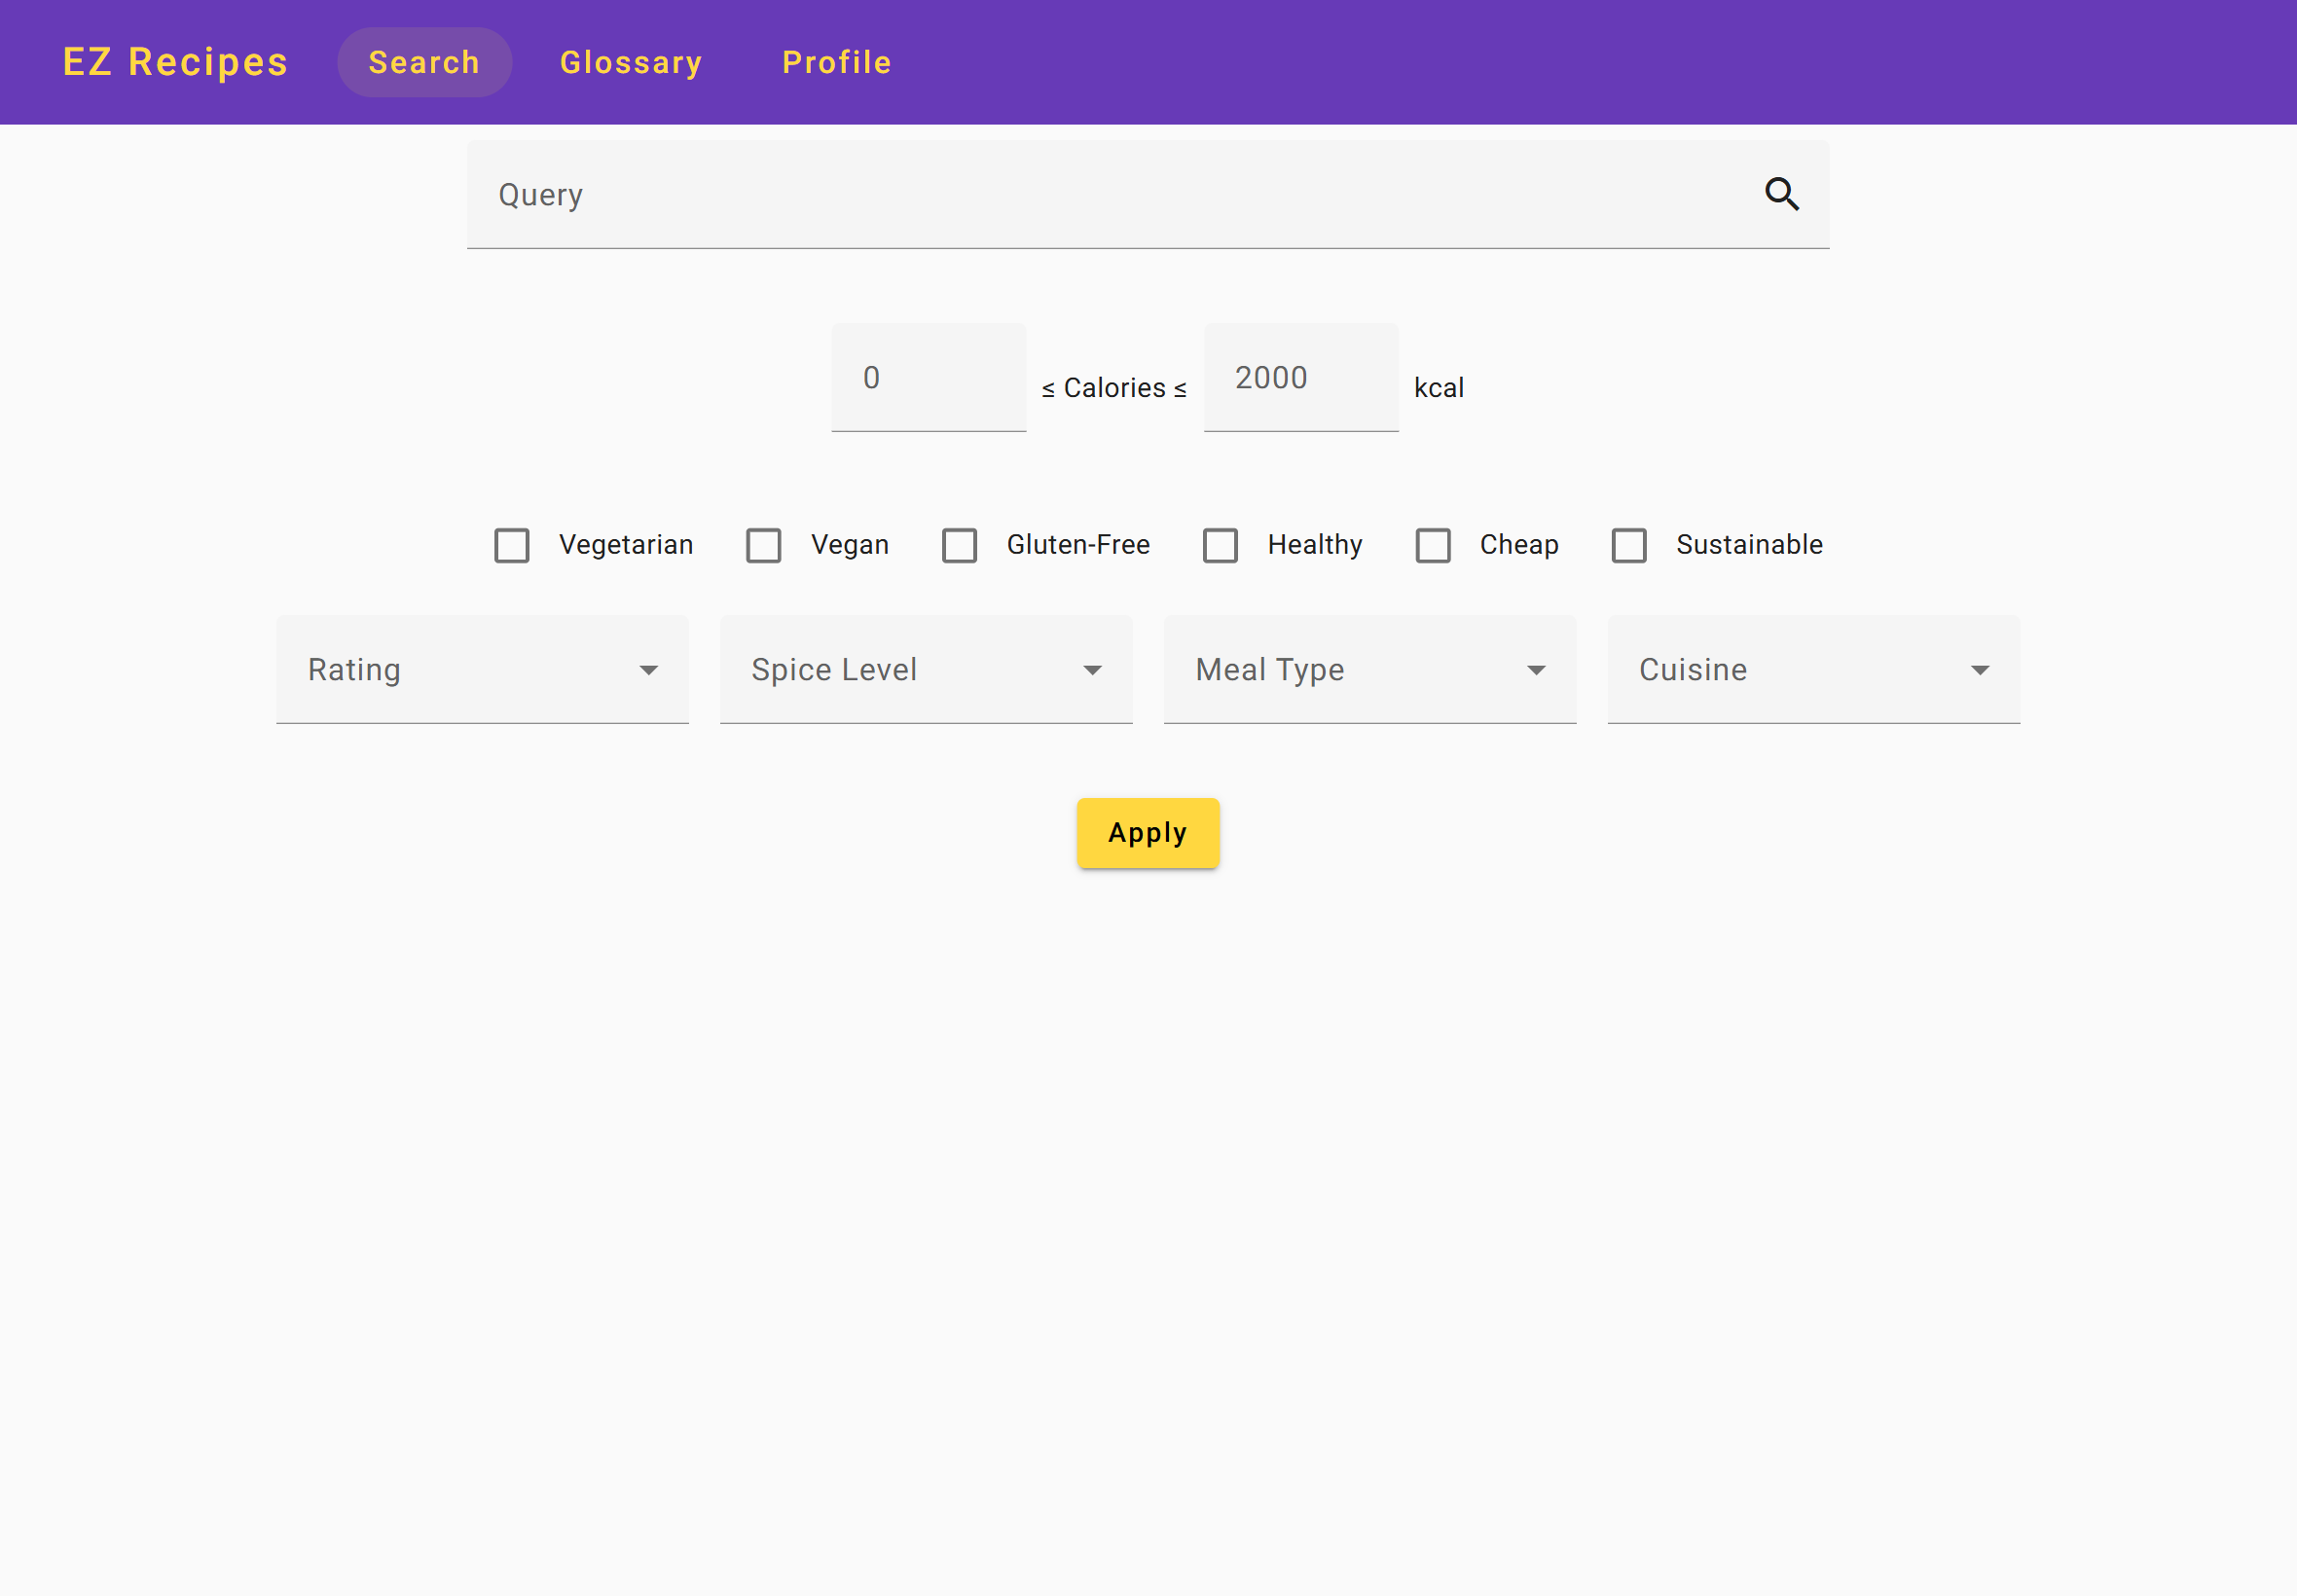 EZ Recipes Search Glossary Profile
Query
0 ≤ Calories ≤ 2000 kcal
Vegetarian Vegan Gluten-Free Healthy Cheap Sustainable
Rating Spice Level Meal Type Cuisine
Apply